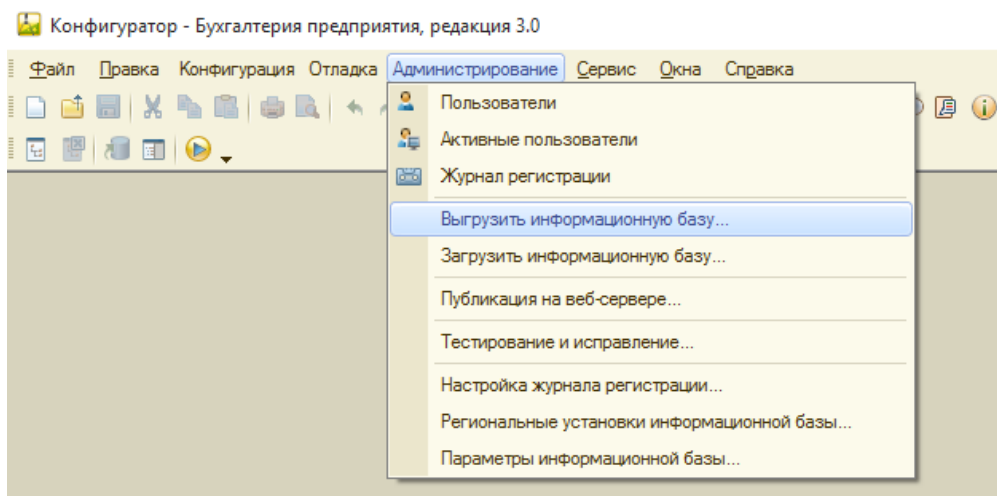 Конфигуратор - Бухгалтерия предприятия, редакция 3.0
Файл Правка Конфигурация Отладка Администрирование Сервис Окна Справка
Пользователи
Активные пользователи
Журнал регистрации
Выгрузить информационную базу...
Загрузить информационную базу...
Публикация на веб-сервере...
Тестирование и исправление...
Настройка журнала регистрации...
Региональные установки информационной базы...
Параметры информационной базы...